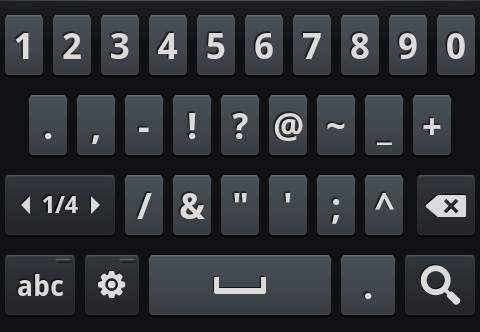 1 2 3 4 5 6 7 8 9 0
. , - ! ? @ ~ _ +
1/4 / & " ' ; ^
abc .